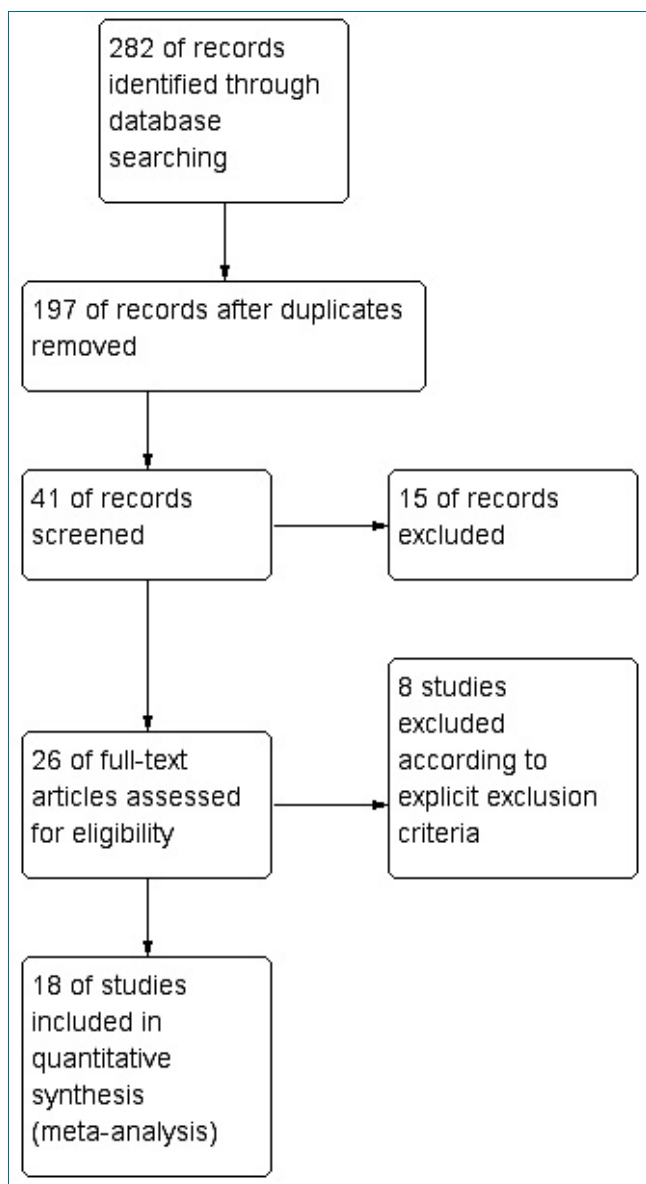 282 of records
identified through
database
searching
197 of records after duplicates
removed
41 of records
screened
15 of records
excluded
26 of full-text
articles assessed
for eligibility
8 studies
excluded
according to
explicit exclusion
criteria
18 of studies
included in
quantitative
synthesis
(meta-analysis)